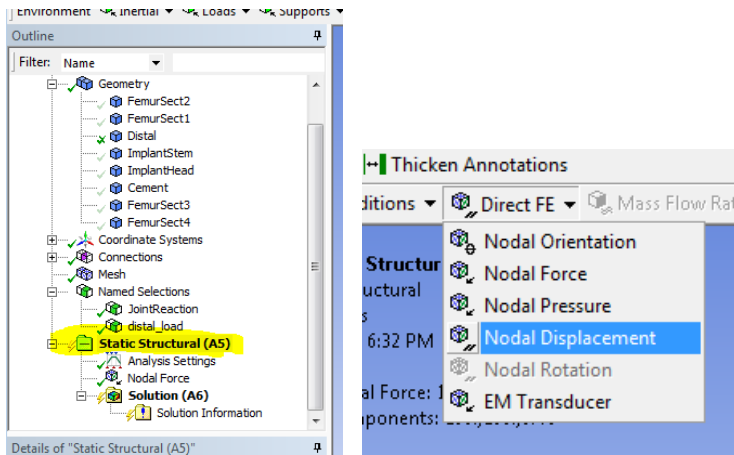 Environment Inertial Loads Supports
Outline
Filter: Name
Geometry
FemurSect2
FemurSect1
Distal
ImplantStem
ImplantHead
Cement
FemurSect3
FemurSect4
Coordinate Systems
Connections
Mesh
Named Selections
JointReaction
distal_load
Static Structural (A5)
Analysis Settings
Nodal Force
Solution (A6)
Solution Information
Details of "Static Structural (A5)"
Thicken Annotations
ditions Direct FE Mass Flow Rat
Structur
uctural
s
6:32 PM
al Force: 1
ponents:
Nodal Orientation
Nodal Force
Nodal Pressure
Nodal Displacement
Nodal Rotation
EM Transducer